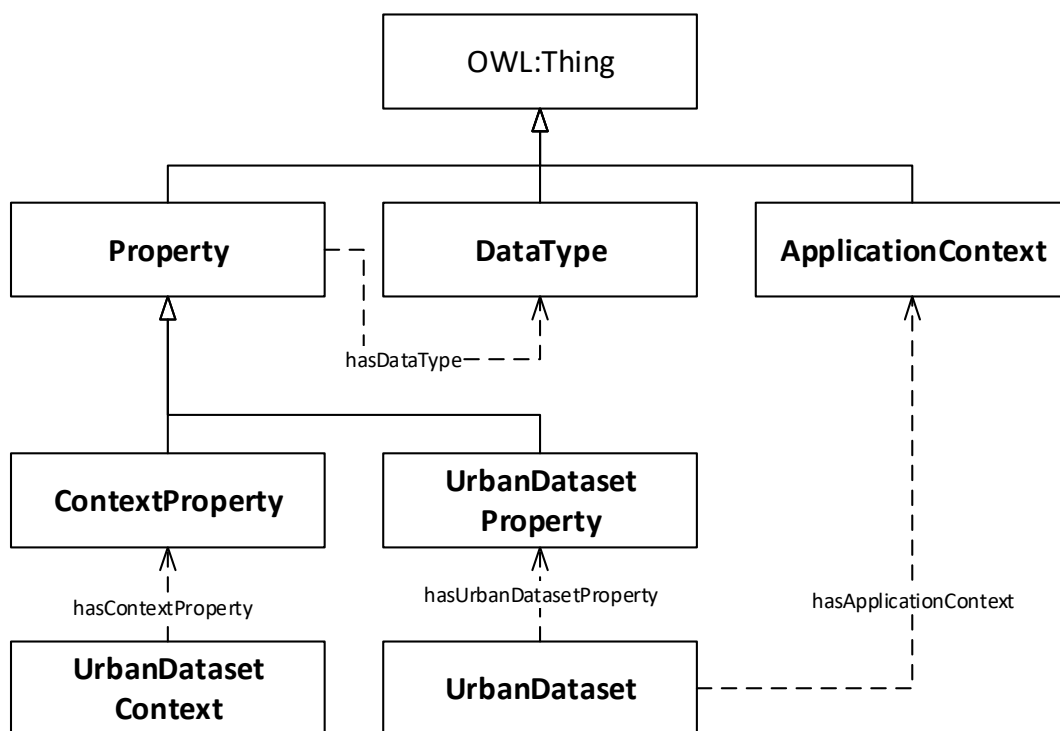 OWL:Thing
Property
DataType
ApplicationContext
hasDataType
ContextProperty
UrbanDataset
Property
hasContextProperty
hasUrbanDatasetProperty
hasApplicationContext
UrbanDataset
Context
UrbanDataset